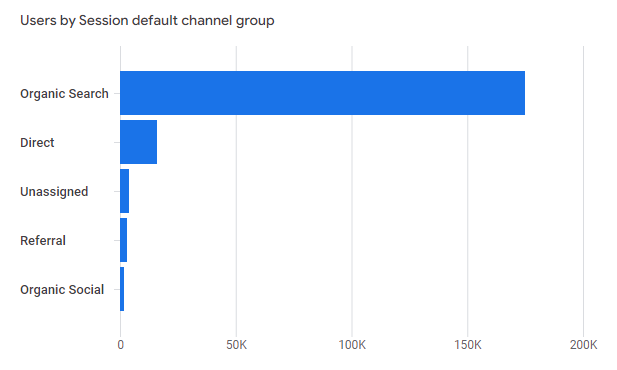 Users by Session default channel group
Organic Search
Direct
Unassigned
Referral
Organic Social
0 50K 100K 150K 200K